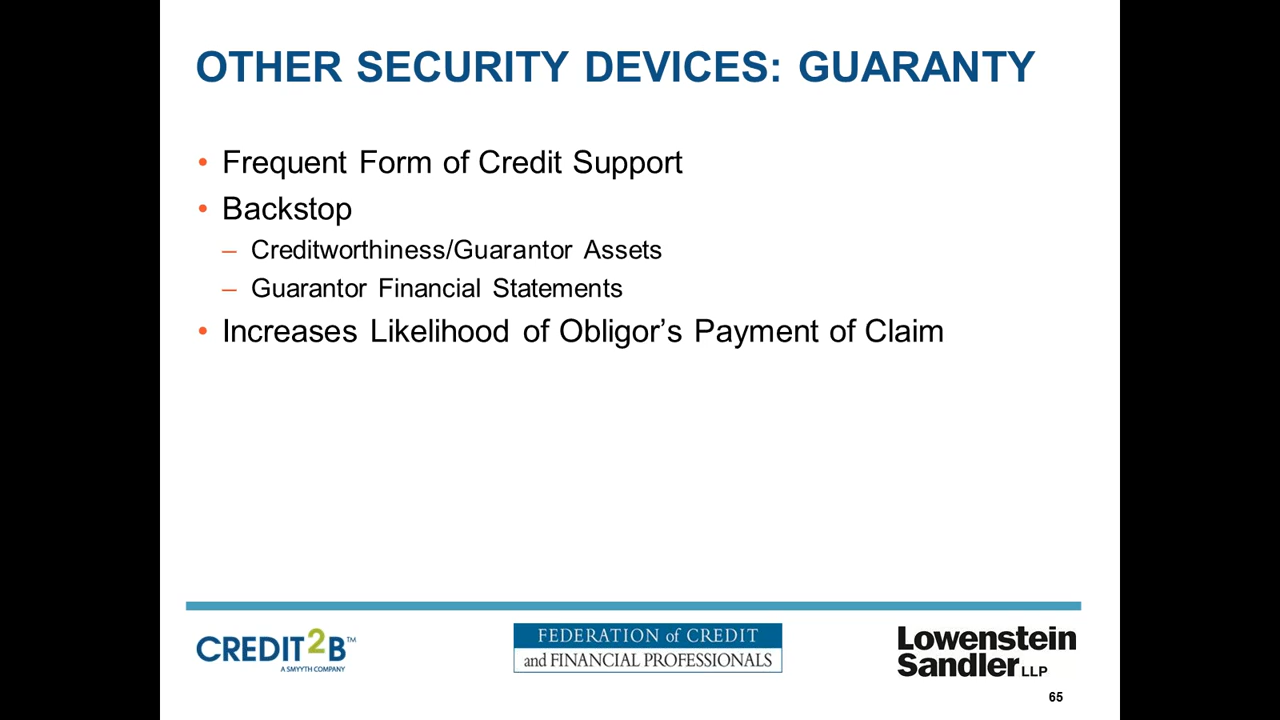 OTHER SECURITY DEVICES: GUARANTY
• Frequent Form of Credit Support
• Backstop
– Creditworthiness/Guarantor Assets
– Guarantor Financial Statements
• Increases Likelihood of Obligor’s Payment of Claim
CREDIT2B™
A SMYYTH COMPANY
FEDERATION of CREDIT
and FINANCIAL PROFESSIONALS
Lowenstein
Sandler LLP
65